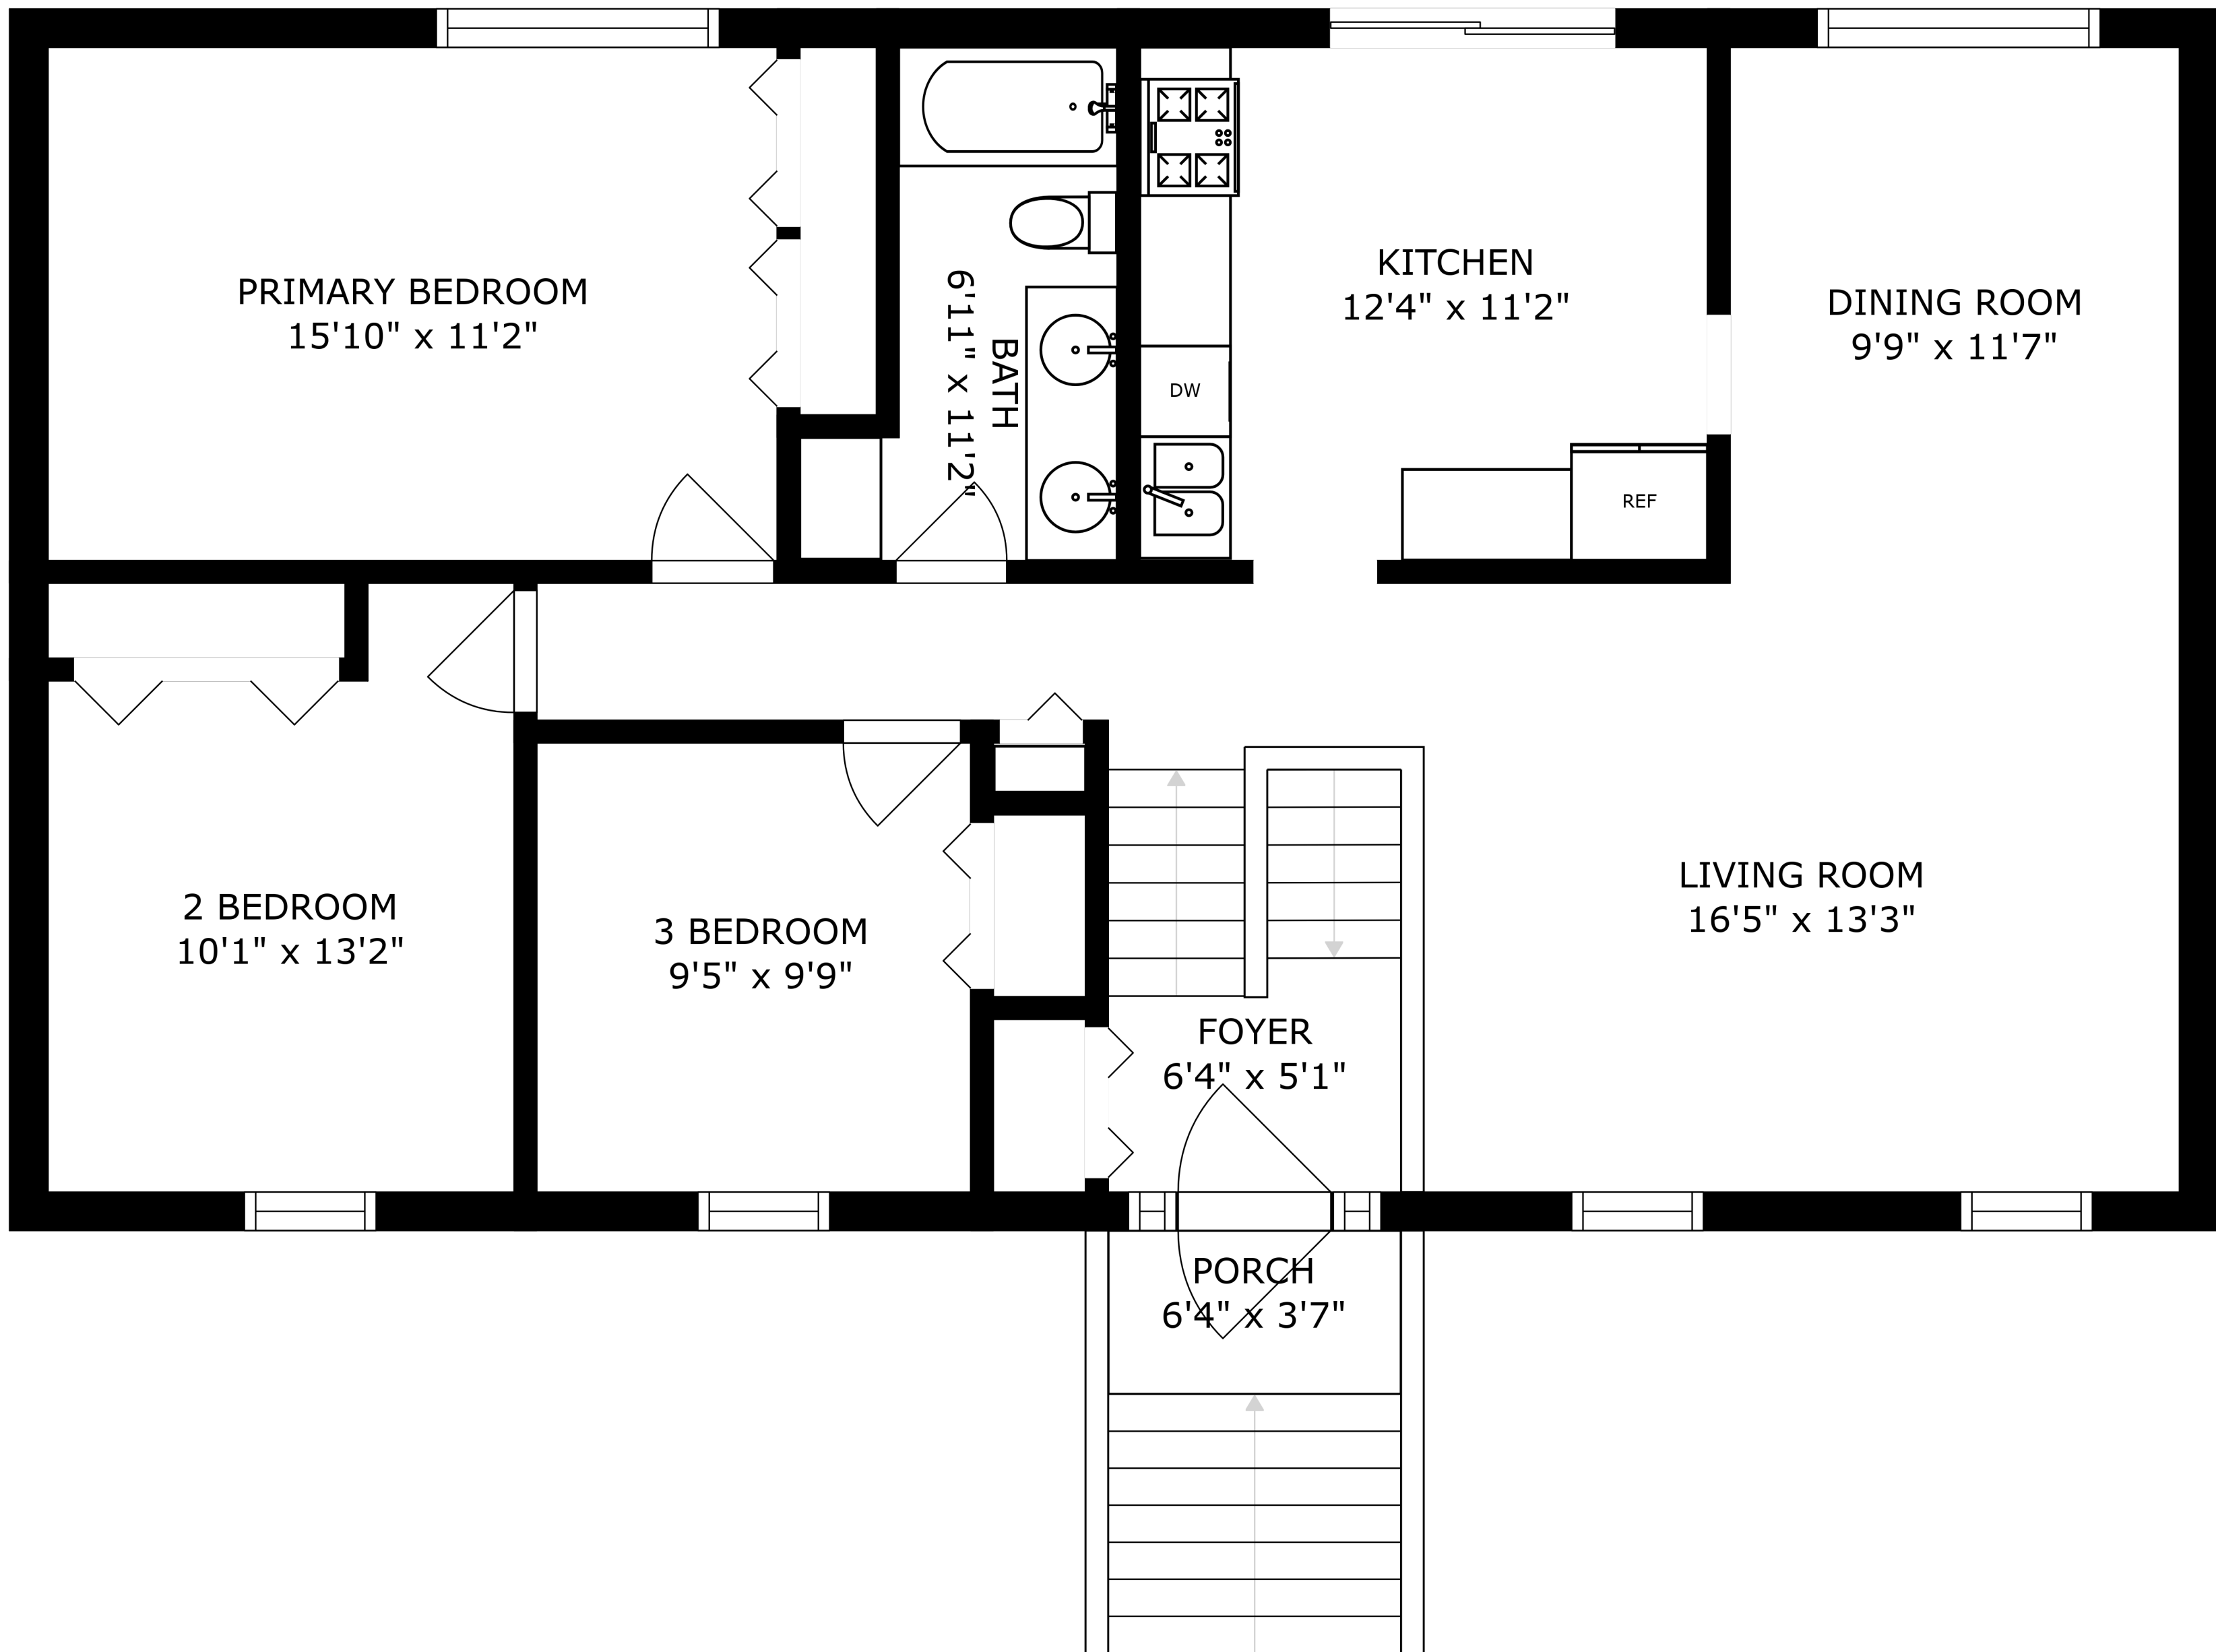 PRIMARY BEDROOM
15'10" x 11'2"
BATH
6'11" x 11'2"
KITCHEN
12'4" x 11'2"
DINING ROOM
9'9" x 11'7"
DW
REF
2 BEDROOM
10'1" x 13'2"
3 BEDROOM
9'5" x 9'9"
LIVING ROOM
16'5" x 13'3"
FOYER
6'4" x 5'1"
PORCH
6'4" x 3'7"